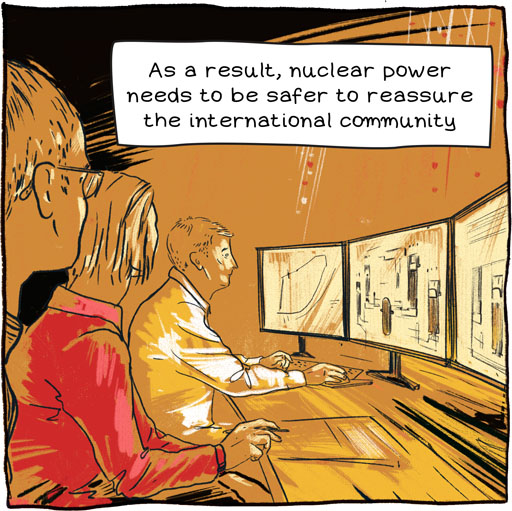 As a result, nuclear power
needs to be safer to reassure
the international community